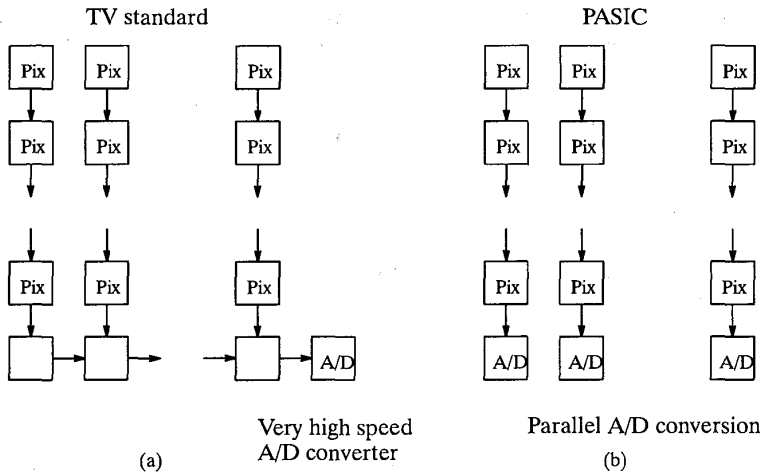 TV standard
PASIC
Pix Pix Pix
Pix Pix Pix
Pix Pix Pix
A/D
Very high speed
A/D converter
(a)
Pix Pix Pix
Pix Pix Pix
Pix Pix Pix
A/D A/D A/D
Parallel A/D conversion
(b)